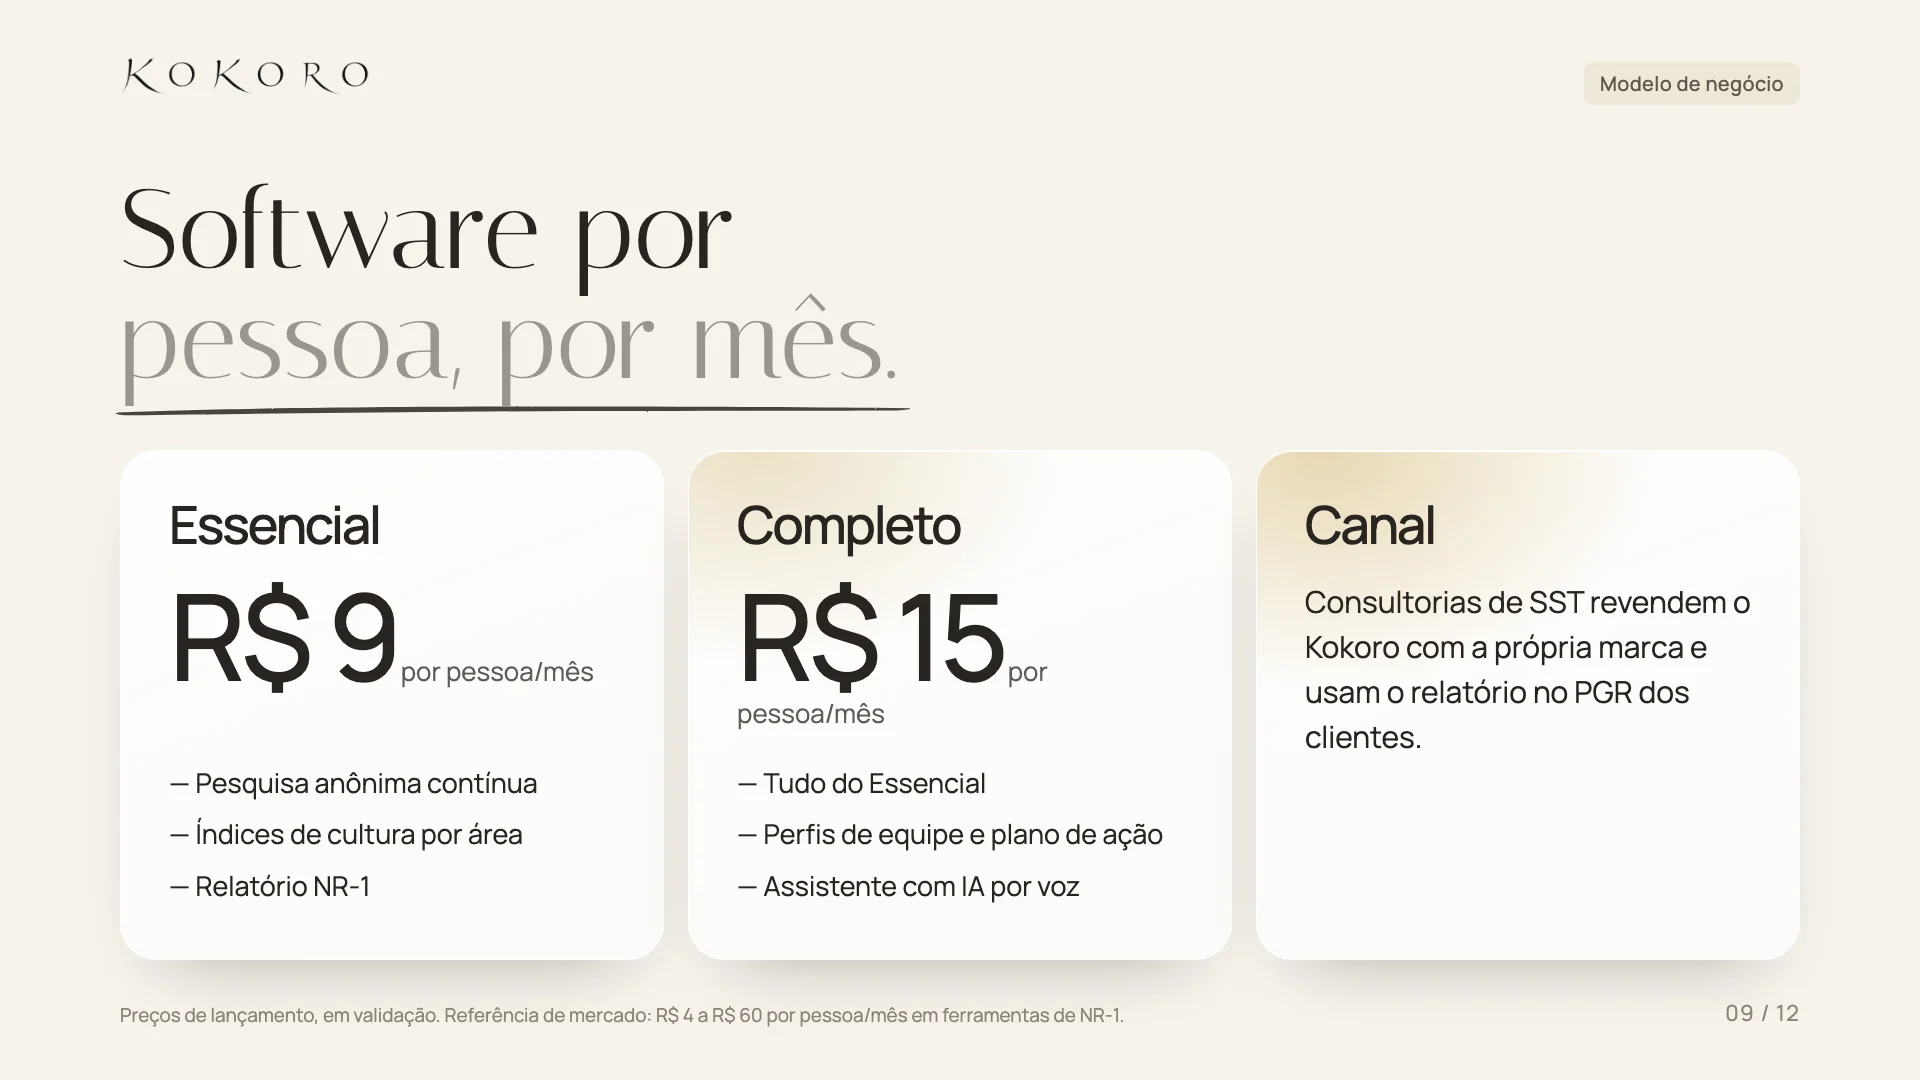 KOKORO
Modelo de negócio
Software por
pessoa, por mês.
Essencial
R$ 9 por pessoa/mês
— Pesquisa anônima contínua
— Índices de cultura por área
— Relatório NR-1
Completo
R$ 15 por
pessoa/mês
— Tudo do Essencial
— Perfis de equipe e plano de ação
— Assistente com IA por voz
Canal
Consultorias de SST revendem o
Kokoro com a própria marca e
usam o relatório no PGR dos
clientes.
Preços de lançamento, em validação. Referência de mercado: R$ 4 a R$ 60 por pessoa/mês em ferramentas de NR-1.
09 / 12